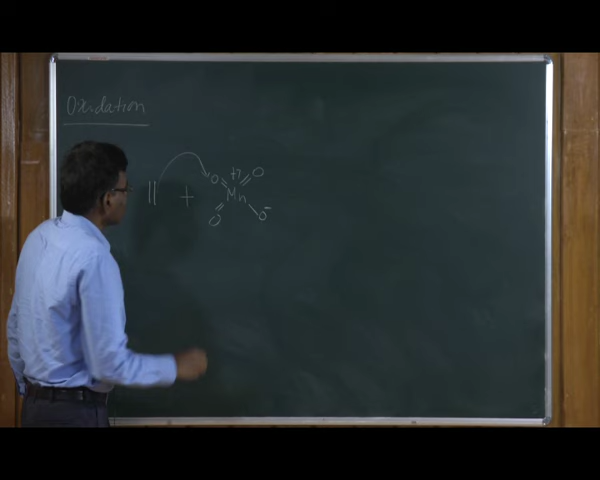 Oxidation
O +7 O
|| + Mn
O O-